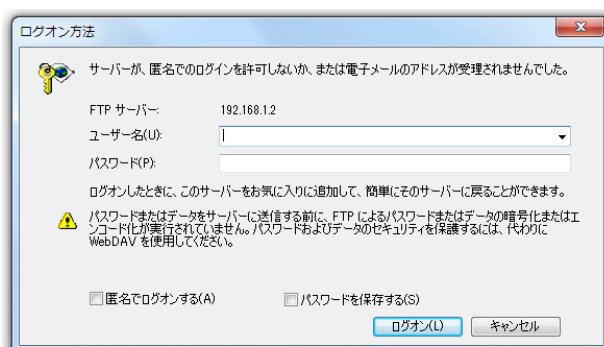 ログオン方法
サーバーが、匿名でのログインを許可しないか、または電子メールのアドレスが受理されませんでした。
FTP サーバー: 192.168.1.2
ユーザー名(U):
パスワード(P):
ログオンしたときに、このサーバーをお気に入りに追加して、簡単にそのサーバーに戻ることができます。
パスワードまたはデータをサーバーに送信する前に、FTP によるパスワードまたはデータの暗号化またはエ
ンコード化が実行されていません。パスワードおよびデータのセキュリティを保護するには、代わりに
WebDAV を使用してください。
匿名でログオンする(A) パスワードを保存する(S)
ログオン(L) キャンセル